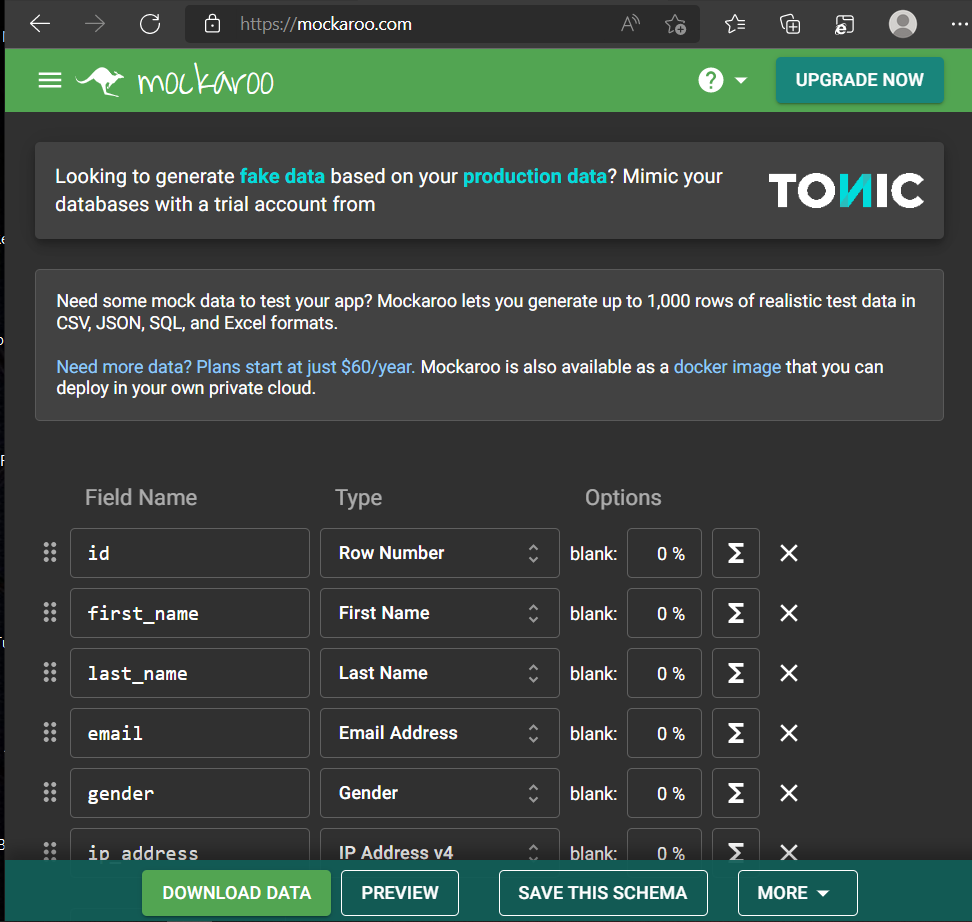 https://mockaroo.com
mockaroo
?
UPGRADE NOW
Looking to generate fake data based on your production data? Mimic your
databases with a trial account from
TONIC
Need some mock data to test your app? Mockaroo lets you generate up to 1,000 rows of realistic test data in
CSV, JSON, SQL, and Excel formats.
Need more data? Plans start at just $60/year. Mockaroo is also available as a docker image that you can
deploy in your own private cloud.
Field Name Type Options
id Row Number blank: 0 % Σ
first_name First Name blank: 0 % Σ
last_name Last Name blank: 0 % Σ
email Email Address blank: 0 % Σ
gender Gender blank: 0 % Σ
ip_address IP Address v4 blank: 0 % Σ
DOWNLOAD DATA PREVIEW SAVE THIS SCHEMA MORE